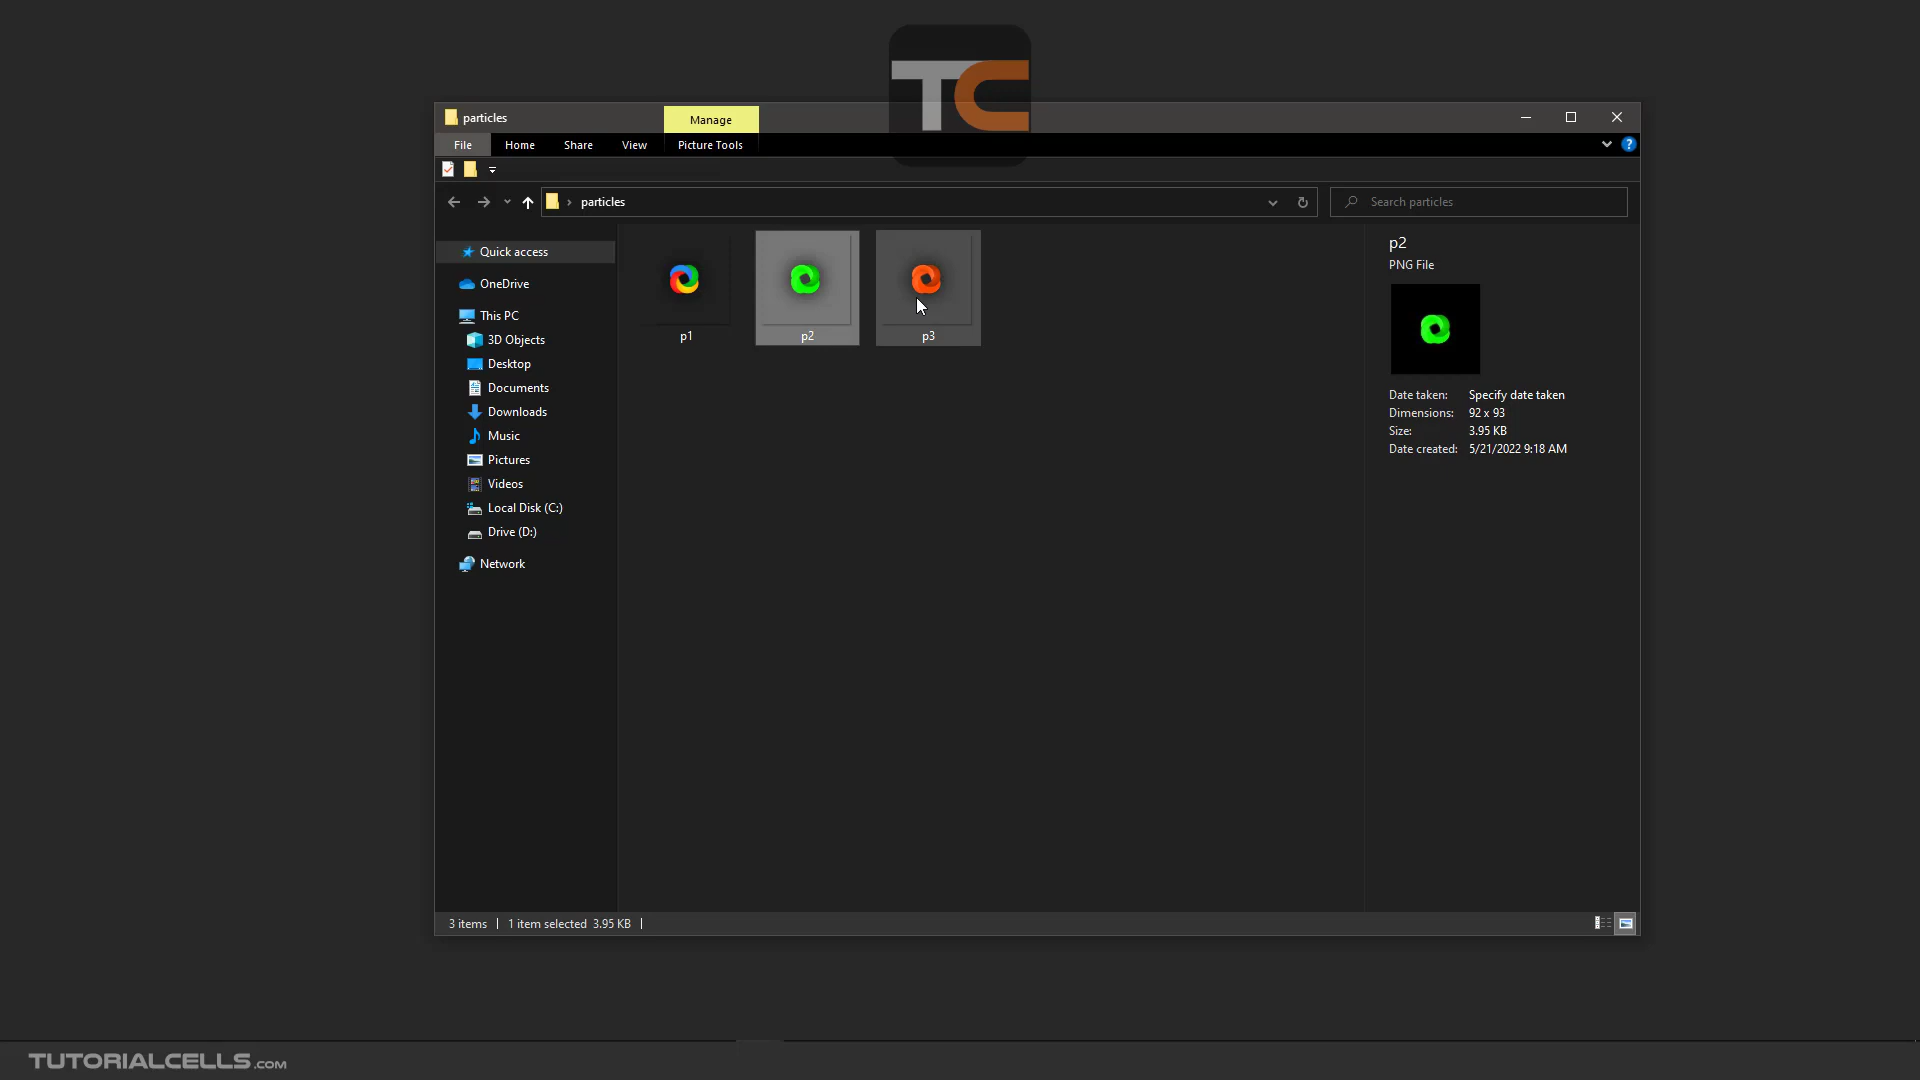 TC
particles
Manage
File Home Share View Picture Tools
particles
Search particles
Quick access
OneDrive
This PC
3D Objects
Desktop
Documents
Downloads
Music
Pictures
Videos
Local Disk (C:)
Drive (D:)
Network
p1
p2
p3
p2
PNG File
Date taken: Specify date taken
Dimensions: 92 x 93
Size: 3.95 KB
Date created: 5/21/2022 9:18 AM
3 items 1 item selected 3.95 KB
TUTORIALCELLS.COM